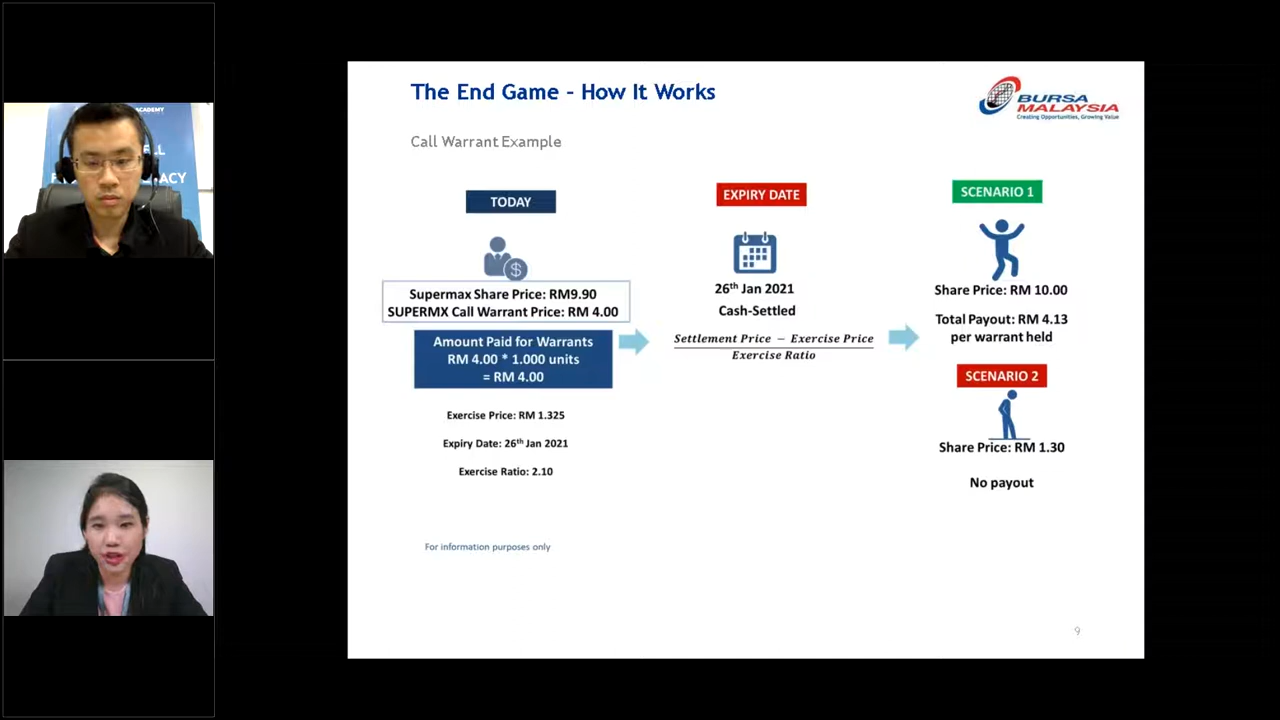 ACADEMY
The End Game - How It Works
BURSA
MALAYSIA
Creating Opportunities, Growing Value
Call Warrant Example
TODAY
Supermax Share Price: RM9.90
SUPERMX Call Warrant Price: RM 4.00
Amount Paid for Warrants
RM 4.00 * 1.000 units
= RM 4.00
Exercise Price: RM 1.325
Expiry Date: 26th Jan 2021
Exercise Ratio: 2.10
For information purposes only
EXPIRY DATE
26th Jan 2021
Cash-Settled
Settlement Price − Exercise Price
Exercise Ratio
SCENARIO 1
Share Price: RM 10.00
Total Payout: RM 4.13
per warrant held
SCENARIO 2
Share Price: RM 1.30
No payout
9